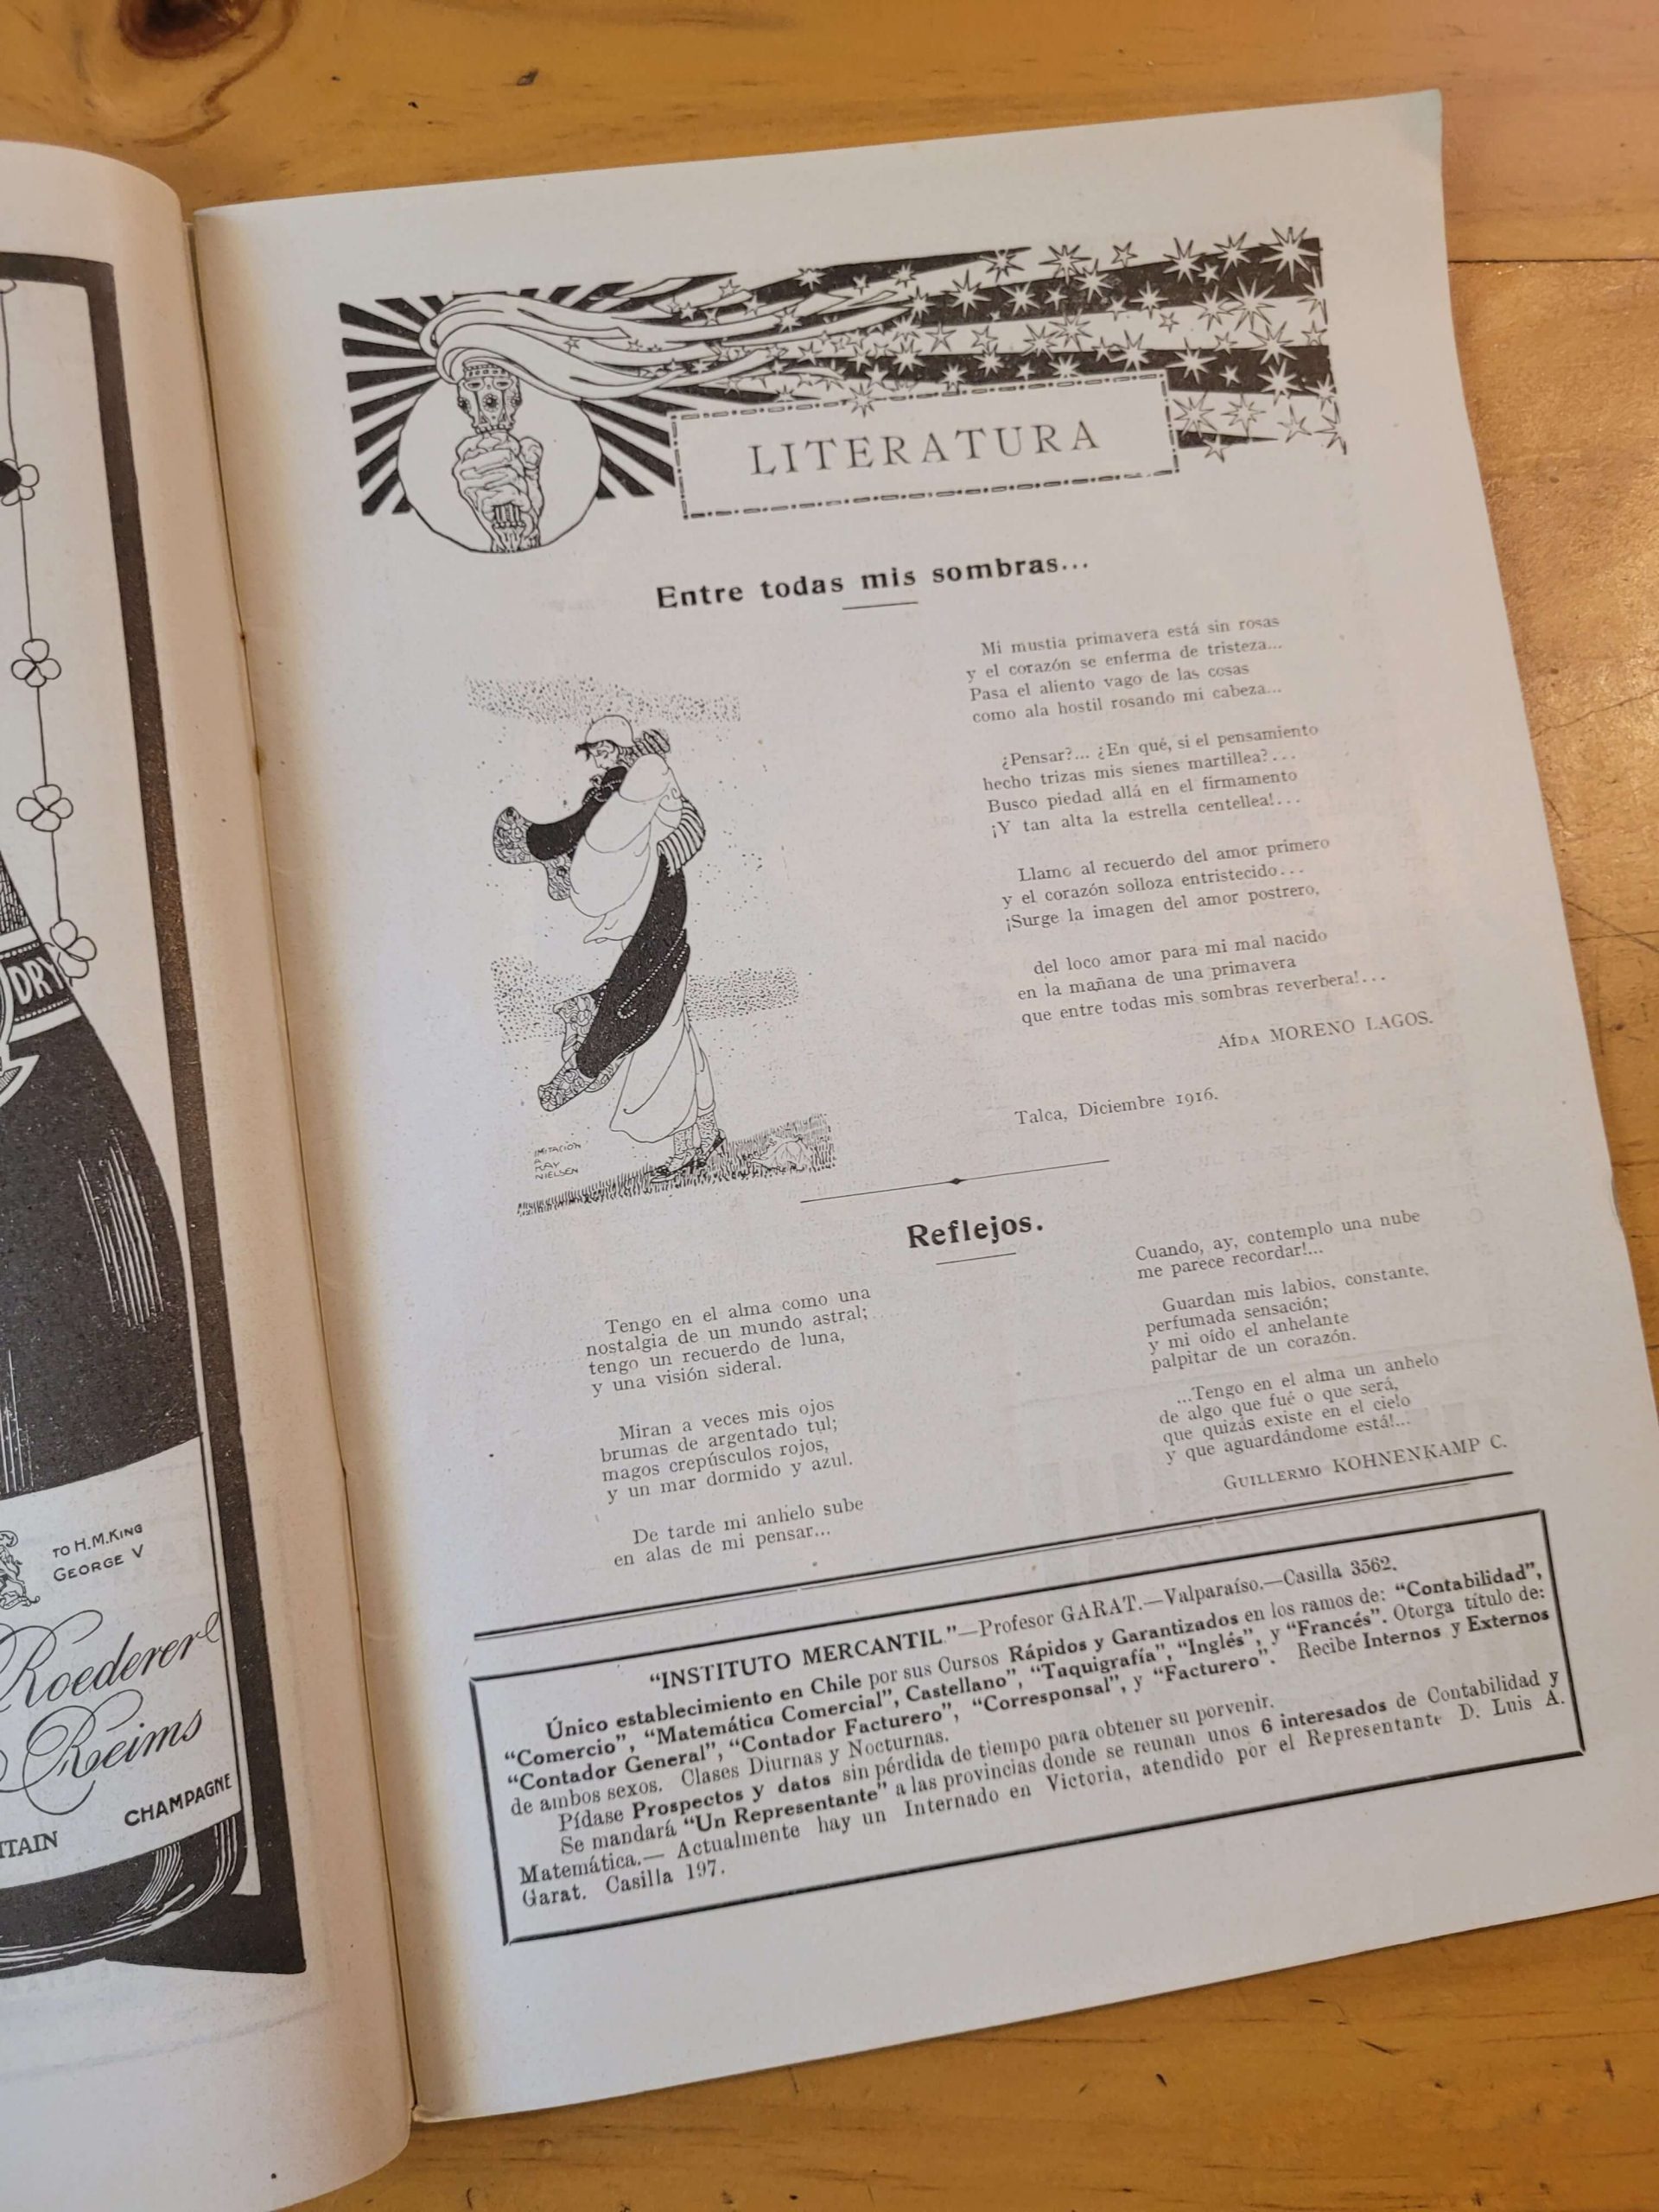 DRY
TO H.M.KING
GEORGE V
Roederer
Reims
CHAMPAGNE
LITERATURA
Entre todas mis sombras...
Mi mustia primavera está sin rosas
y el corazón se enferma de tristeza...
Pasa el aliento vago de las cosas
como ala hostil rosando mi cabeza...
¿Pensar?... ¿En qué, si el pensamiento
hecho trizas mis sienes martillea?...
Busco piedad allá en el firmamento
¡Y tan alta la estrella centellea!...
Llamo al recuerdo del amor primero
y el corazón solloza entristecido...
¡Surge la imagen del amor postrero,
del loco amor para mi mal nacido
en la mañana de una primavera
que entre todas mis sombras reverbera!...
AÍDA MORENO LAGOS.
Talca, Diciembre 1916.
IMITACIÓN
A
KAY
NIELSEN
Reflejos.
Tengo en el alma como una
nostalgia de un mundo astral;
tengo un recuerdo de luna,
y una visión sideral.
Miran a veces mis ojos
brumas de argentado tul;
magos crepúsculos rojos,
y un mar dormido y azul.
De tarde mi anhelo sube
en alas de mi pensar...
Cuando, ay, contemplo una nube
me parece recordar!...
Guardan mis labios, constante,
perfumada sensación;
y mi oído el anhelante
palpitar de un corazón.
...Tengo en el alma un anhelo
de algo que fué o que será,
que quizás existe en el cielo
y que aguardándome está!...
GUILLERMO KOHNENKAMP C.
“INSTITUTO MERCANTIL”—Profesor GARAT.—Valparaíso.—Casilla 3562.
Único establecimiento en Chile por sus Cursos Rápidos y Garantizados en los ramos de: “Contabilidad”,
“Comercio”, “Matemática Comercial”, Castellano”, “Taquigrafía”, “Inglés”, y “Francés”. Otorga título de:
“Contador General”, “Contador Facturero”, “Corresponsal”, y “Facturero”. Recibe Internos y Externos
de ambos sexos. Clases Diurnas y Nocturnas.
Pídase Prospectos y datos sin pérdida de tiempo para obtener su porvenir.
Se mandará “Un Representante” a las provincias donde se reunan unos 6 interesados de Contabilidad y
Matemática.— Actualmente hay un Internado en Victoria, atendido por el Representante D. Luis A.
Garat. Casilla 197.